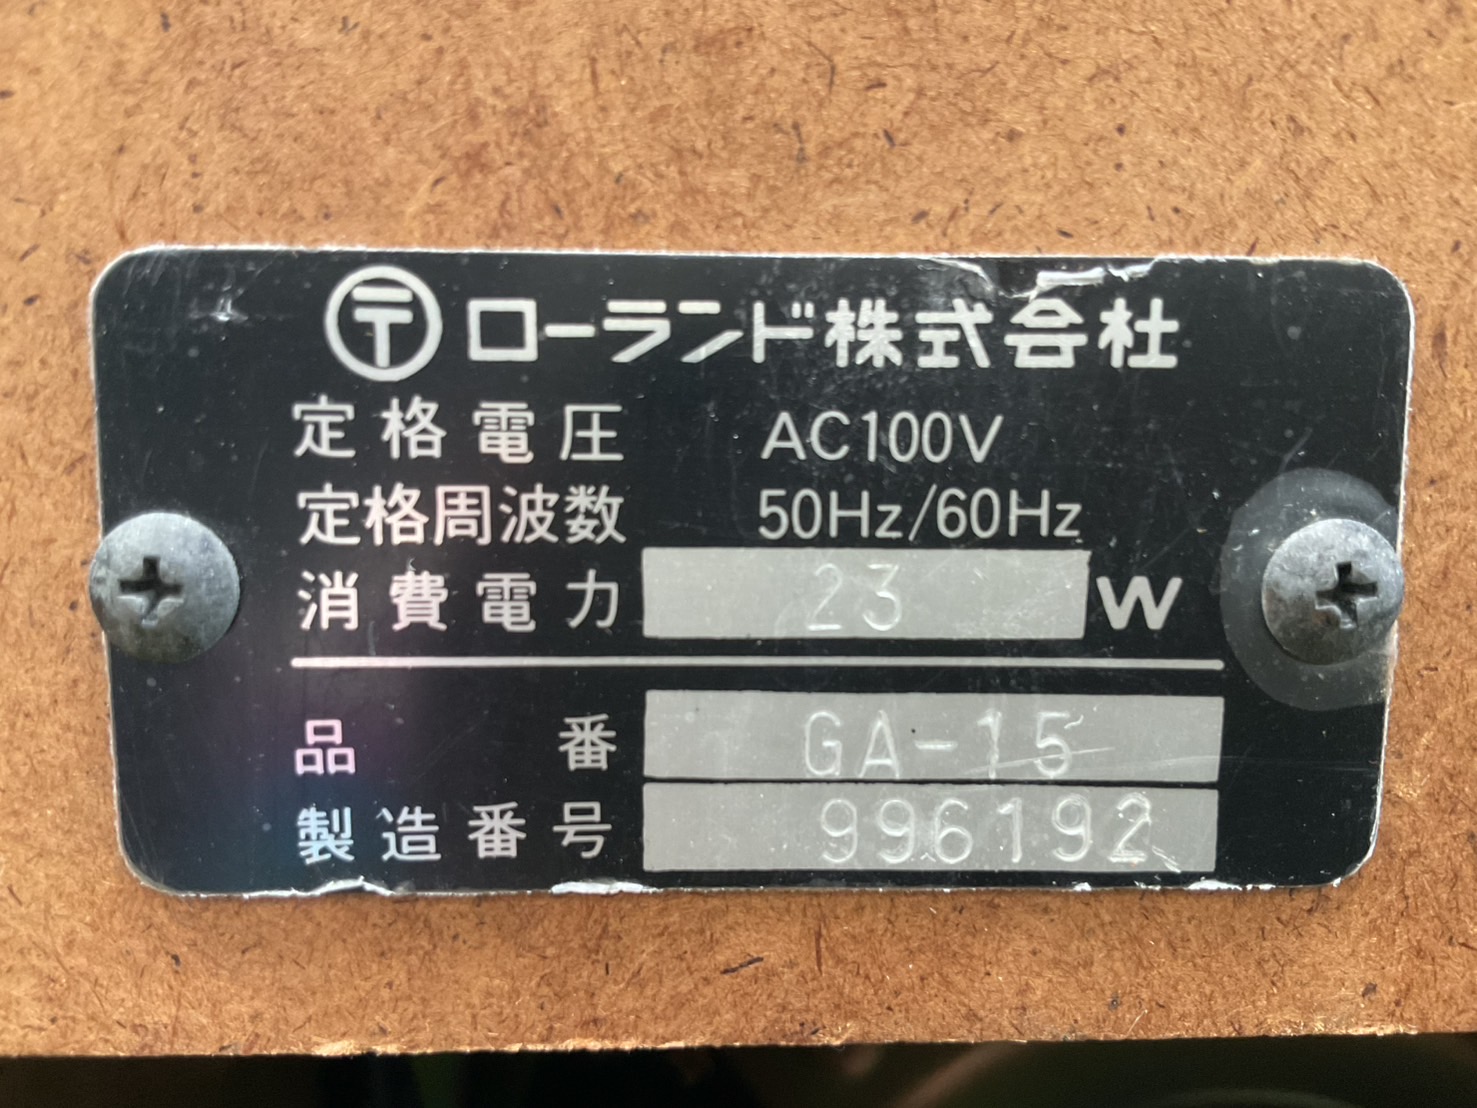 〒ローランド株式会社
定格電圧 AC100V
定格周波数 50Hz/60Hz
消費電力 23 W
品番 GA-15
製造番号 996192